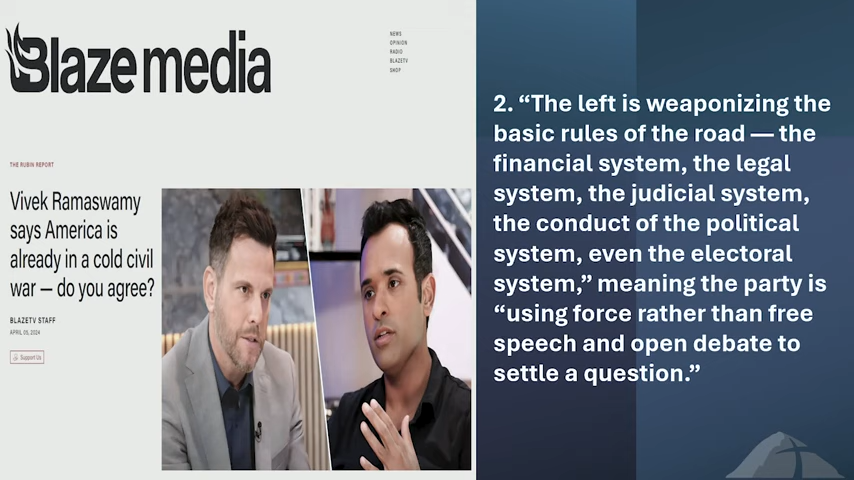 Blaze media
NEWS
OPINION
RADIO
BLAZETV
SHOP
THE RUBIN REPORT
Vivek Ramaswamy
says America is
already in a cold civil
war — do you agree?
BLAZETV STAFF
APRIL 05, 2024
Support Us
2. “The left is weaponizing the
basic rules of the road — the
financial system, the legal
system, the judicial system,
the conduct of the political
system, even the electoral
system,” meaning the party is
“using force rather than free
speech and open debate to
settle a question.”